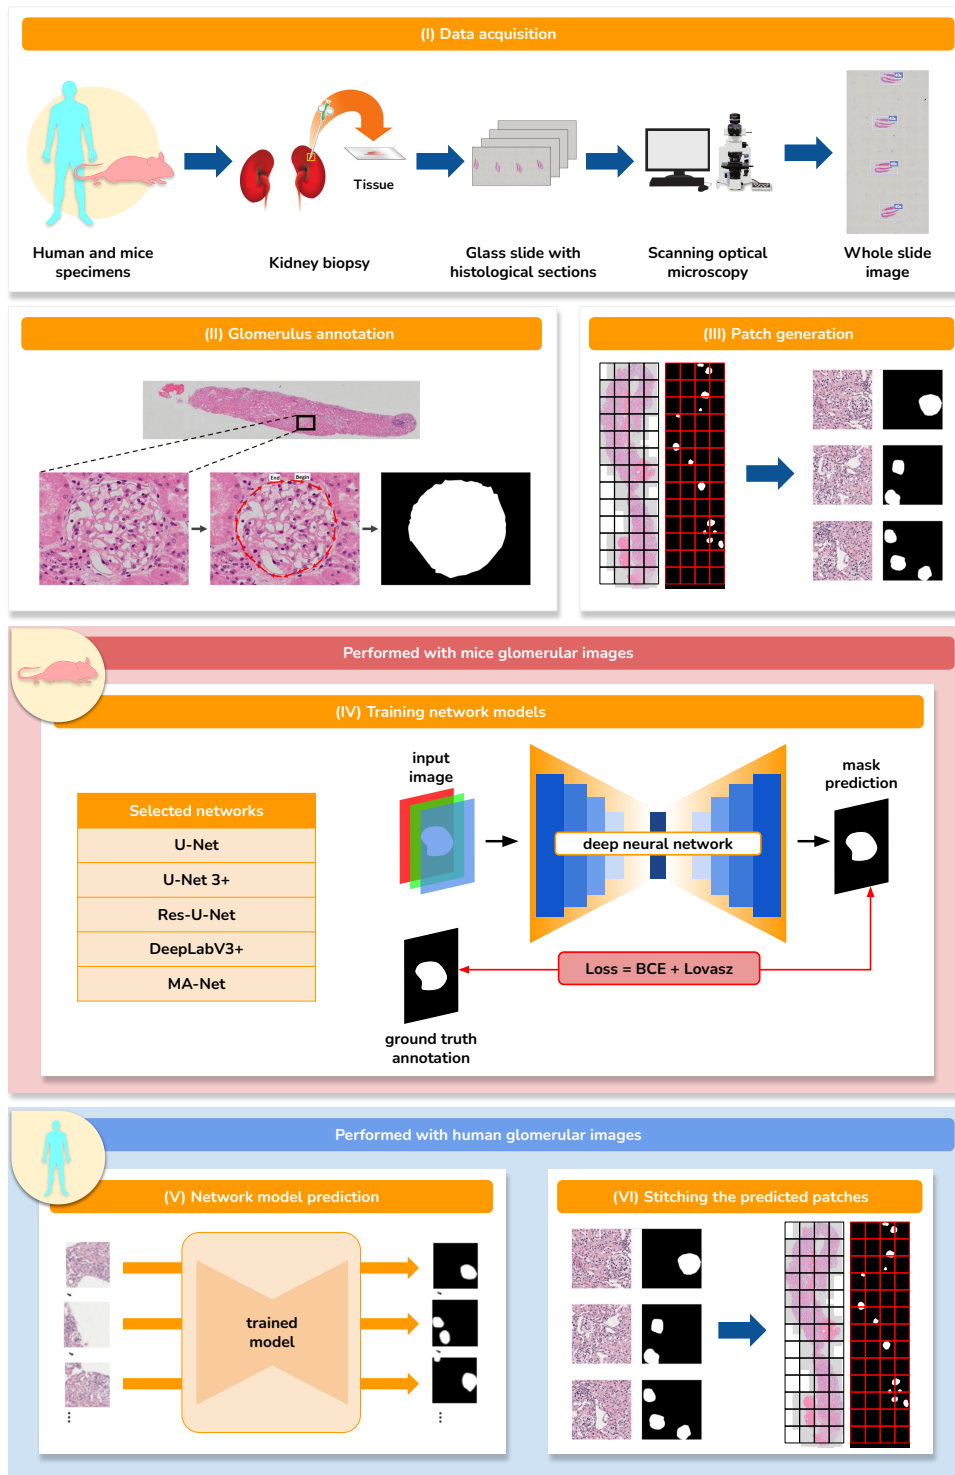 (I) Data acquisition
Tissue
Human and mice
specimens
Kidney biopsy
Glass slide with
histological sections
Scanning optical
microscopy
Whole slide
image
(II) Glomerulus annotation
End
Begin
(III) Patch generation
Performed with mice glomerular images
(IV) Training network models
Selected networks
U-Net
U-Net 3+
Res-U-Net
DeepLabV3+
MA-Net
input
image
deep neural network
mask
prediction
Loss = BCE + Lovasz
ground truth
annotation
Performed with human glomerular images
(V) Network model prediction
trained
model
(VI) Stitching the predicted patches